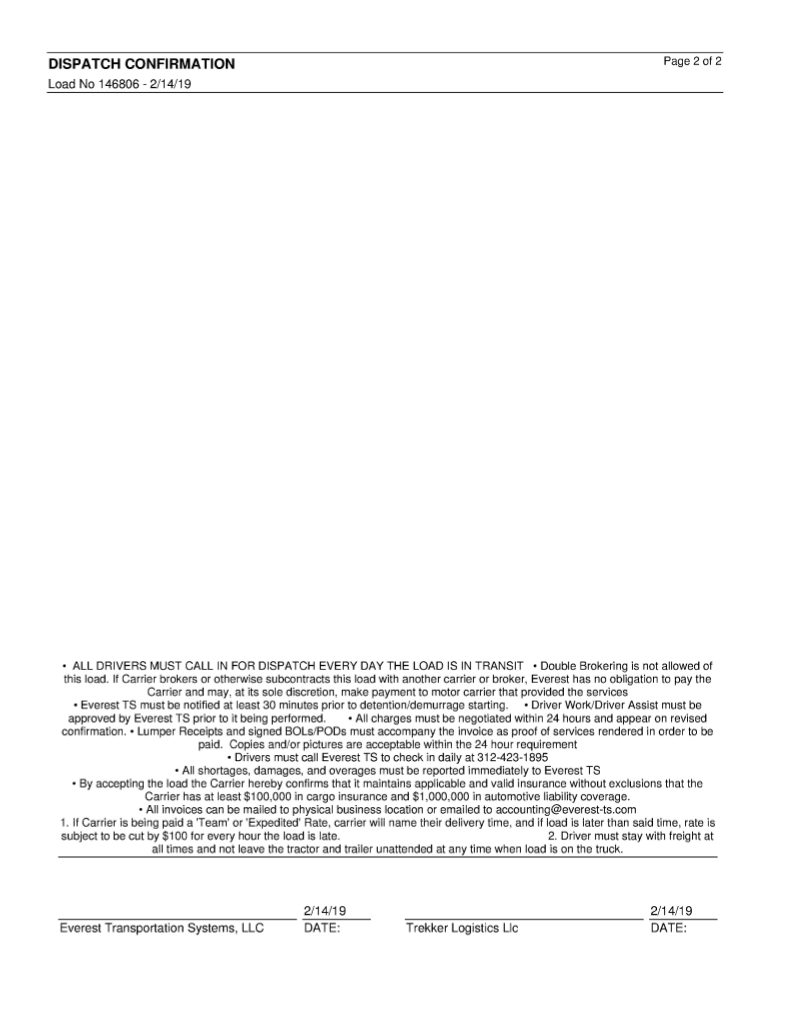 DISPATCH CONFIRMATION
Page 2 of 2
Load No 146806 - 2/14/19
• ALL DRIVERS MUST CALL IN FOR DISPATCH EVERY DAY THE LOAD IS IN TRANSIT • Double Brokering is not allowed of
this load. If Carrier brokers or otherwise subcontracts this load with another carrier or broker, Everest has no obligation to pay the
Carrier and may, at its sole discretion, make payment to motor carrier that provided the services
• Everest TS must be notified at least 30 minutes prior to detention/demurrage starting. • Driver Work/Driver Assist must be
approved by Everest TS prior to it being performed. • All charges must be negotiated within 24 hours and appear on revised
confirmation. • Lumper Receipts and signed BOLs/PODs must accompany the invoice as proof of services rendered in order to be
paid. Copies and/or pictures are acceptable within the 24 hour requirement
• Drivers must call Everest TS to check in daily at 312-423-1895
• All shortages, damages, and overages must be reported immediately to Everest TS
• By accepting the load the Carrier hereby confirms that it maintains applicable and valid insurance without exclusions that the
Carrier has at least $100,000 in cargo insurance and $1,000,000 in automotive liability coverage.
• All invoices can be mailed to physical business location or emailed to accounting@everest-ts.com
1. If Carrier is being paid a 'Team' or 'Expedited' Rate, carrier will name their delivery time, and if load is later than said time, rate is
subject to be cut by $100 for every hour the load is late. 2. Driver must stay with freight at
all times and not leave the tractor and trailer unattended at any time when load is on the truck.
2/14/19 2/14/19
Everest Transportation Systems, LLC DATE: Trekker Logistics Llc DATE: